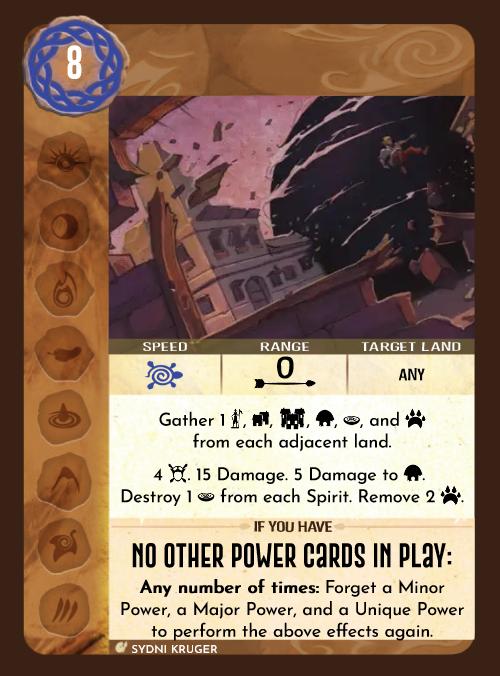 8
SPEED RANGE TARGET LAND
0 ANY
Gather 1 , , , , , and
from each adjacent land.
4 . 15 Damage. 5 Damage to .
Destroy 1 from each Spirit. Remove 2 .
IF YOU HAVE
NO OTHER POWER CARDS IN PLAY:
Any number of times: Forget a Minor
Power, a Major Power, and a Unique Power
to perform the above effects again.
SYDNI KRUGER